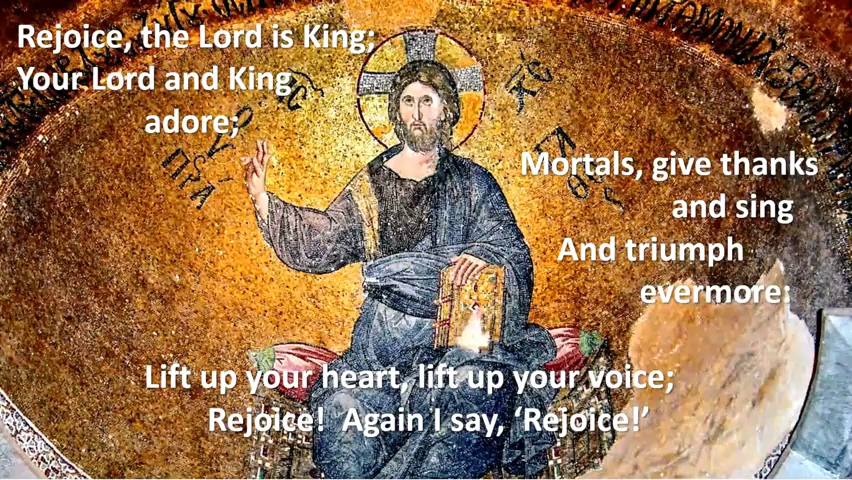 Rejoice, the Lord is King;
Your Lord and King
adore;
Mortals, give thanks
and sing
And triumph
evermore:
Lift up your heart, lift up your voice;
Rejoice!  Again I say, ‘Rejoice!’